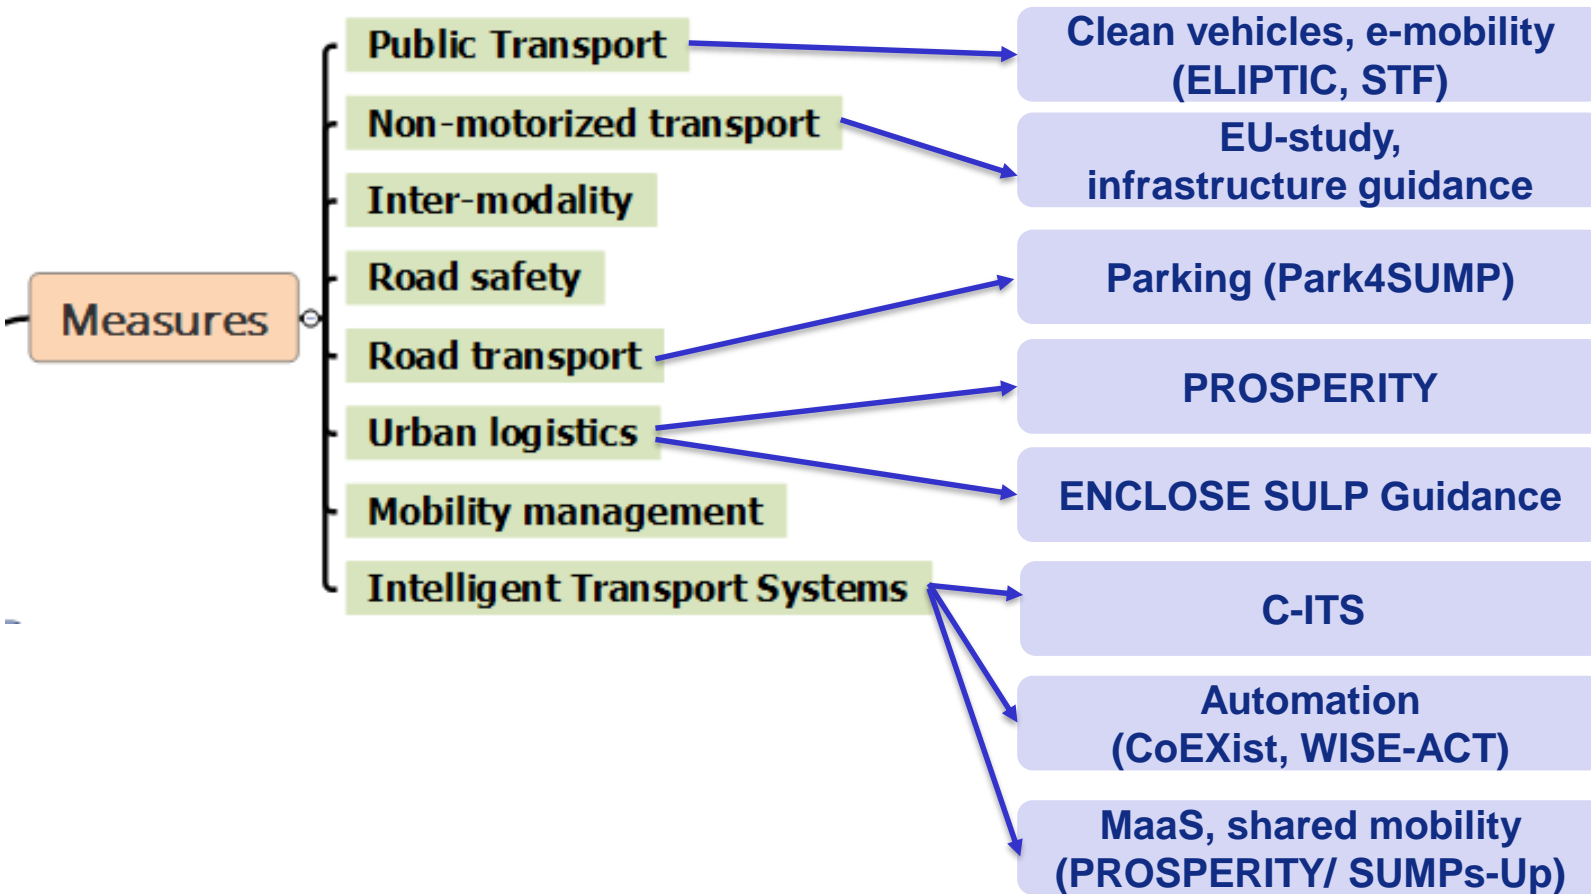 Measures
Public Transport
Non-motorized transport
Inter-modality
Road safety
Road transport
Urban logistics
Mobility management
Intelligent Transport Systems
Clean vehicles, e-mobility
(ELIPTIC, STF)
EU-study,
infrastructure guidance
Parking (Park4SUMP)
PROSPERITY
ENCLOSE SULP Guidance
C-ITS
Automation
(CoEXist, WISE-ACT)
MaaS, shared mobility
(PROSPERITY/ SUMPs-Up)